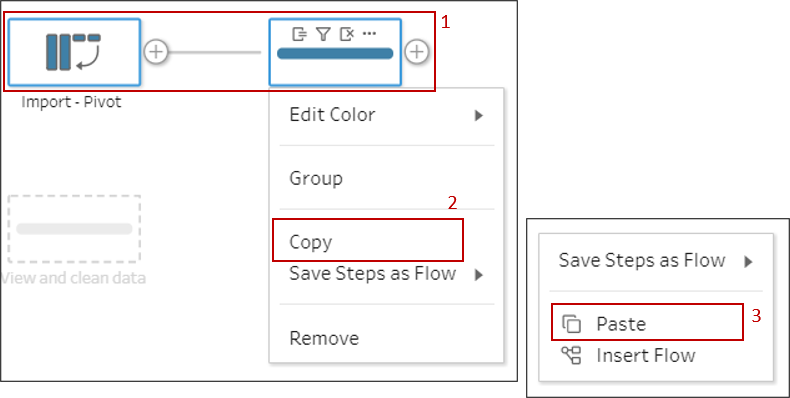 1
Import - Pivot
Edit Color
Group
2
Copy
Save Steps as Flow
Remove
View and clean data
Save Steps as Flow
3
Paste
Insert Flow